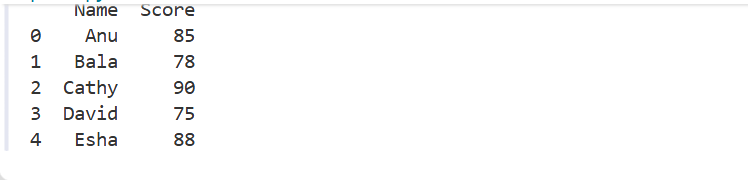 Name Score
0 Anu 85
1 Bala 78
2 Cathy 90
3 David 75
4 Esha 88